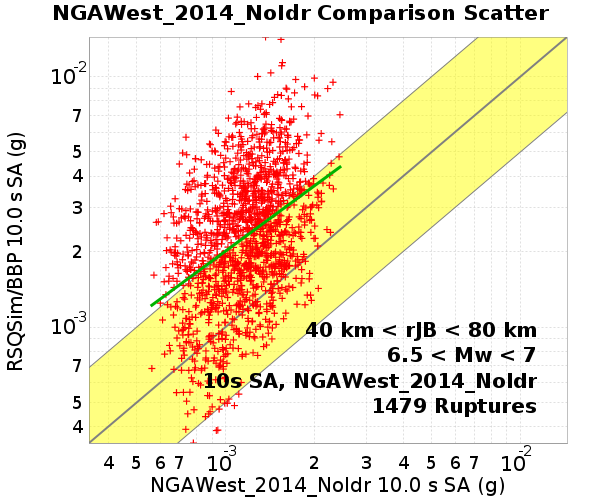 NGAWest_2014_NoIdr Comparison Scatter
RSQSim/BBP 10.0 s SA (g)
10^-2
7
5
4
3
2
10^-3
7
5
4
40 km < rJB < 80 km
6.5 < Mw < 7
10s SA, NGAWest_2014_NoIdr
1479 Ruptures
4 5 6 7 10^-3 2 3 4 5 6 7 10^-2
NGAWest_2014_NoIdr 10.0 s SA (g)